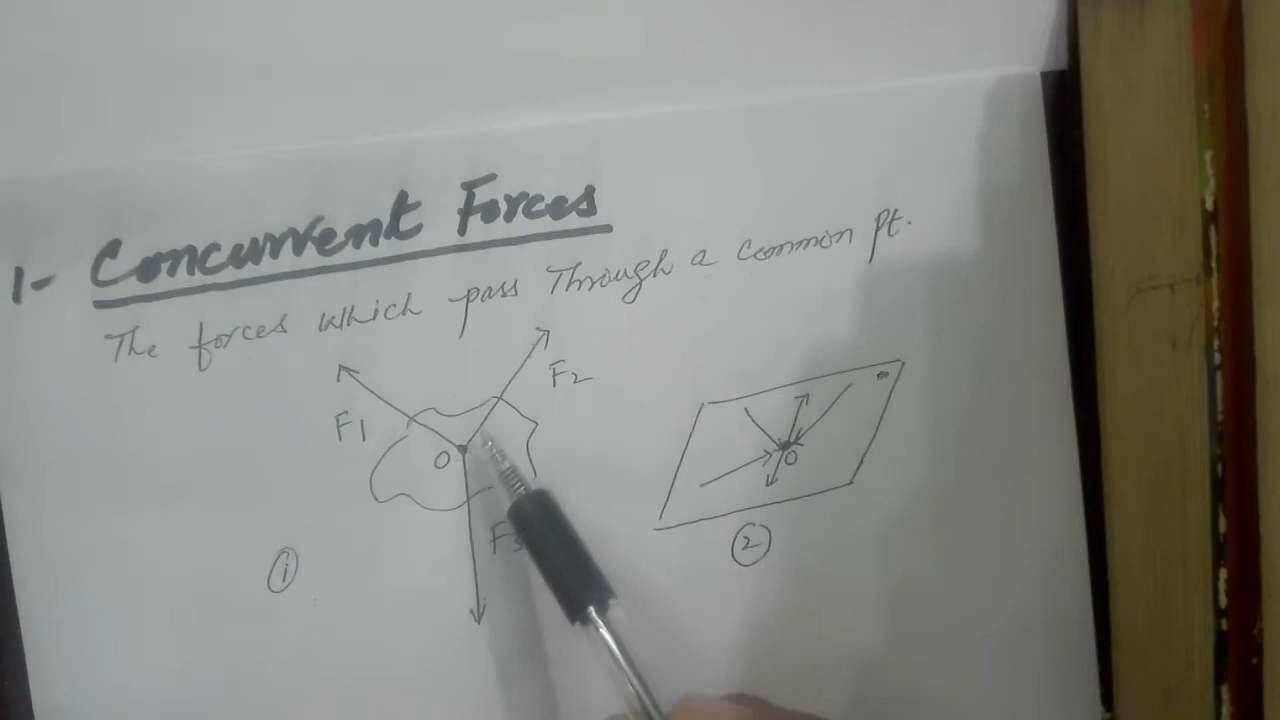 1- Concurrent Forces
The forces which pass Through a common Pt.
F1
F2
O
F3
O
1
2